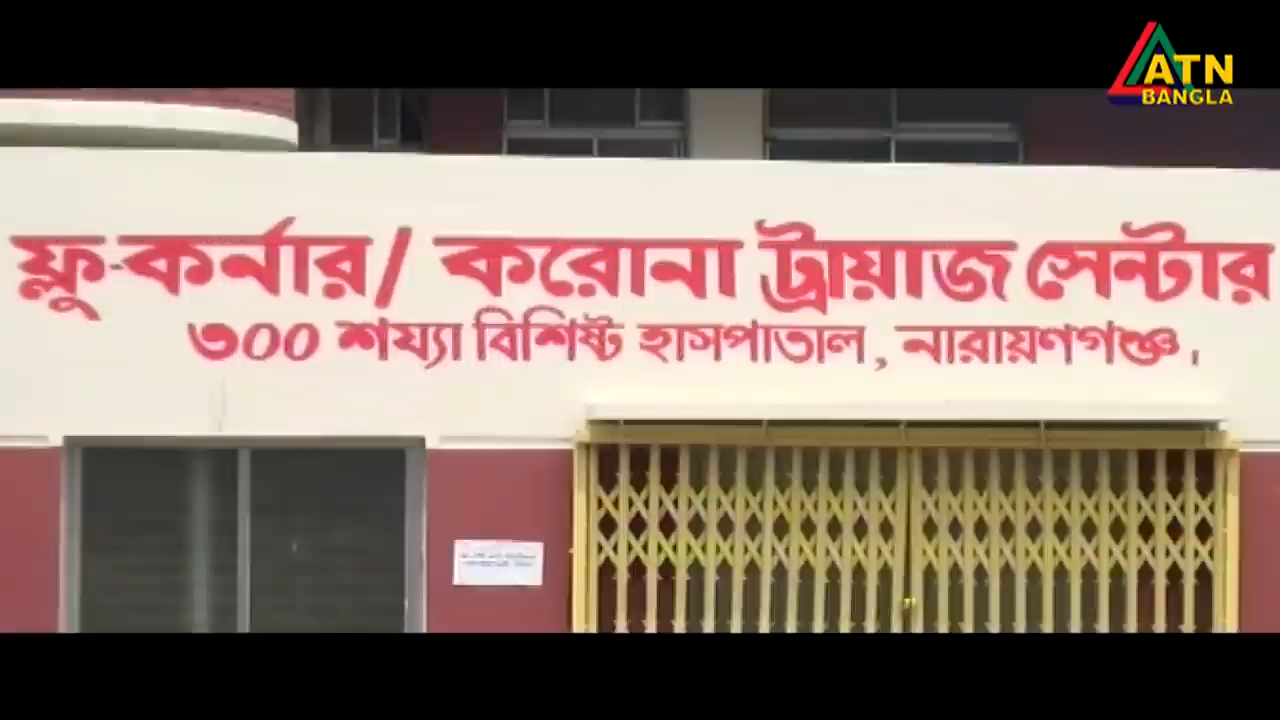 ATN
BANGLA
ফ্লু-কর্নার/ করোনা ট্রায়াজ সেন্টার
৩০০ শয্যা বিশিষ্ট হাসপাতাল, নারায়ণগঞ্জ।